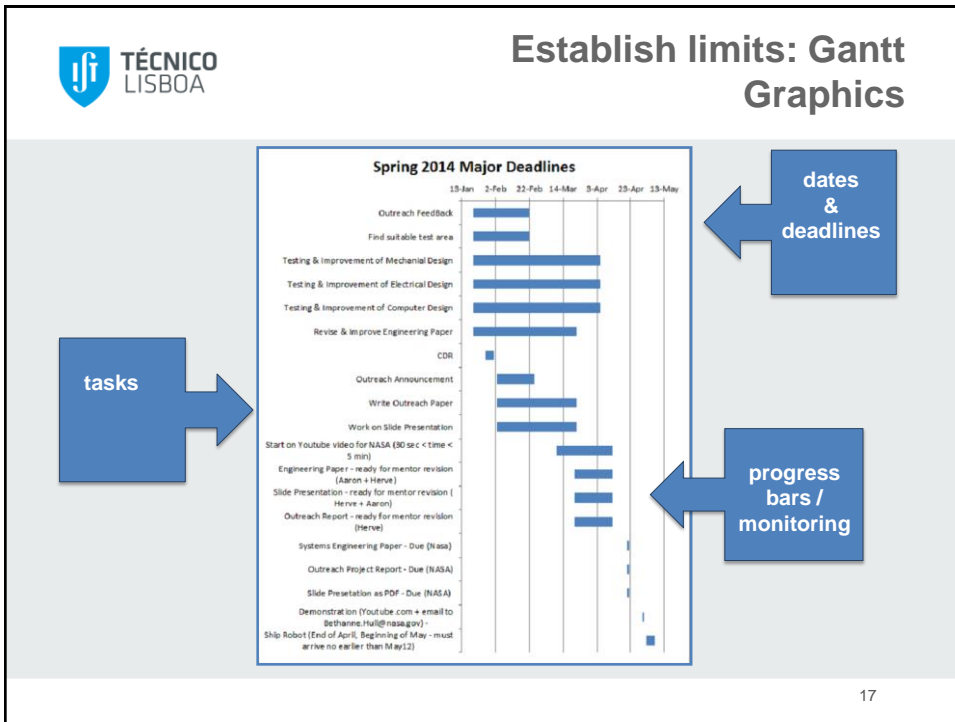 TÉCNICO
LISBOA
Establish limits: Gantt
Graphics
Spring 2014 Major Deadlines
13-Jan 2-Feb 22-Feb 14-Mar 3-Apr 23-Apr 13-May
Outreach FeedBack
Find suitable test area
Testing & Improvement of Mechanial Design
Testing & Improvement of Electrical Design
Testing & Improvement of Computer Design
Revise & Improve Engineering Paper
CDR
Outreach Announcement
Write Outreach Paper
Work on Slide Presentation
Start on Youtube video for NASA (30 sec < time <
5 min)
Engineering Paper - ready for mentor revision
(Aaron + Herve)
Slide Presentation - ready for mentor revision (
Herve + Aaron)
Outreach Report - ready for mentor revision
(Herve)
Systems Engineering Paper - Due (Nasa)
Outreach Project Report - Due (NASA)
Slide Presetation as PDF - Due (NASA)
Demonstration (Youtube.com + email to
Bethanne.Hull@nasa.gov) -
Ship Robot (End of April, Beginning of May - must
arrive no earlier than May12)
dates
&
deadlines
tasks
progress
bars /
monitoring
17